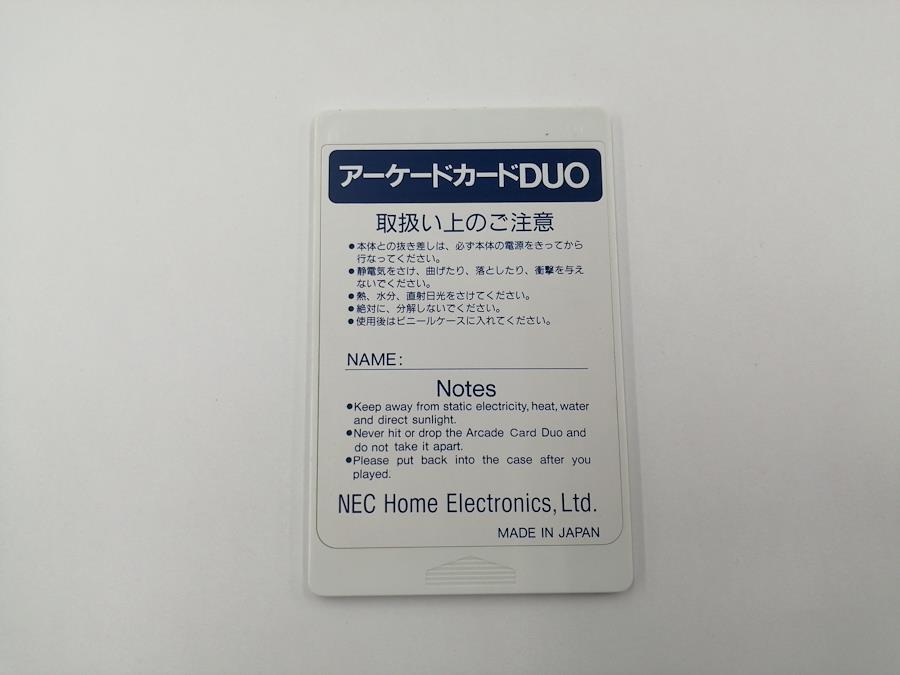 アーケードカードDUO
取扱い上のご注意
●本体との抜き差しは、必ず本体の電源をきってから
行なってください。
●静電気をさけ、曲げたり、落としたり、衝撃を与え
ないでください。
●熱、水分、直射日光をさけてください。
●絶対に、分解しないでください。
●使用後はビニールケースに入れてください。
NAME:
Notes
●Keep away from static electricity, heat, water
and direct sunlight.
●Never hit or drop the Arcade Card Duo and
do not take it apart.
●Please put back into the case after you
played.
NEC Home Electronics, Ltd.
MADE IN JAPAN